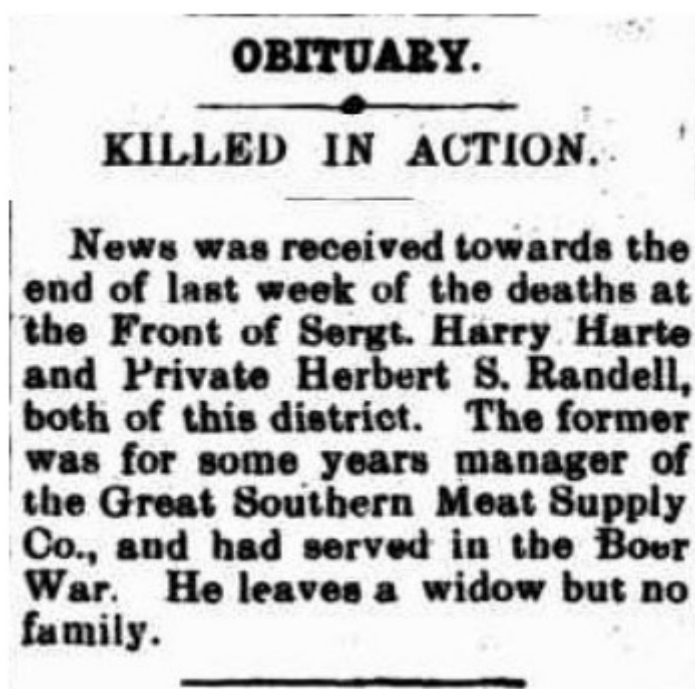 OBITUARY.
KILLED IN ACTION.
News was received towards the
end of last week of the deaths at
the Front of Sergt. Harry Harte
and Private Herbert S. Randell,
both of this district. The former
was for some years manager of
the Great Southern Meat Supply
Co., and had served in the Boer
War. He leaves a widow but no
family.